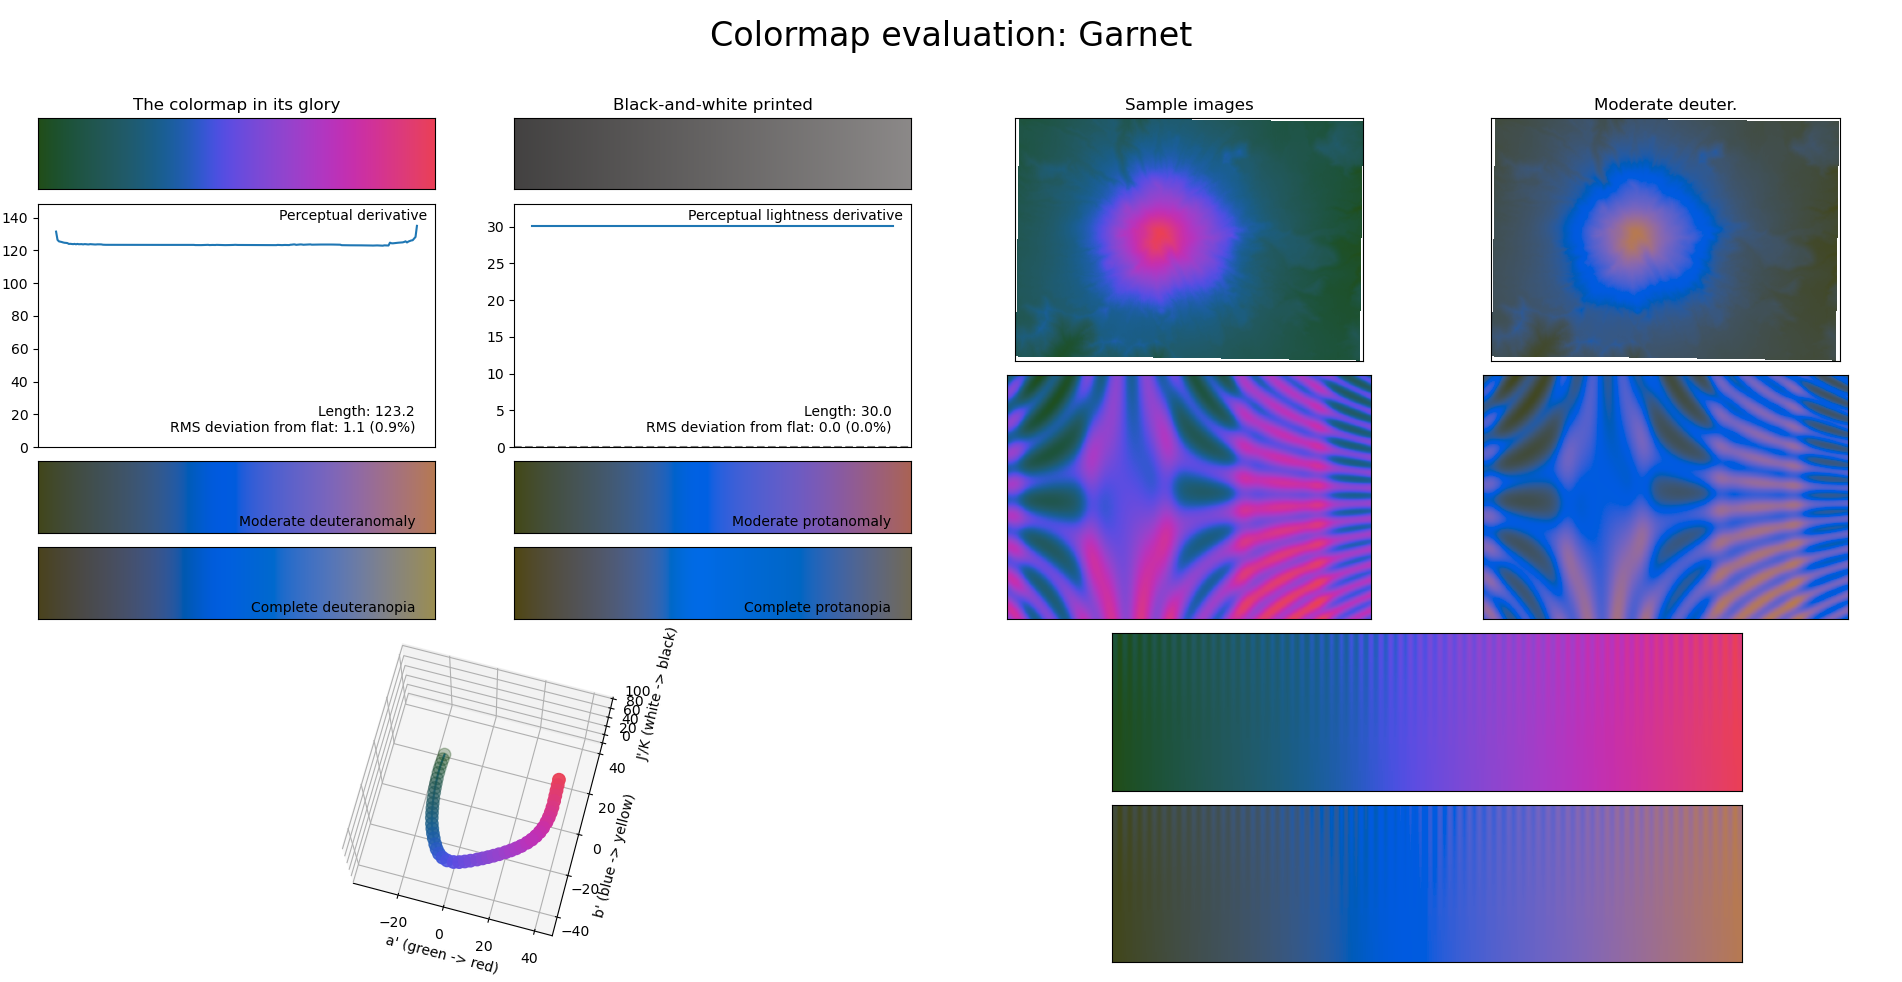 Colormap evaluation: Garnet
The colormap in its glory
Black-and-white printed
Sample images
Moderate deuter.
Perceptual derivative
140
120
100
80
60
40
20
0
Length: 123.2
RMS deviation from flat: 1.1 (0.9%)
Perceptual lightness derivative
30
25
20
15
10
5
0
Length: 30.0
RMS deviation from flat: 0.0 (0.0%)
Moderate deuteranomaly
Moderate protanomaly
Complete deuteranopia
Complete protanopia
100
80
60
40
20
0
J'/K (white -> black)
40
20
0
−20
−40
b' (blue -> yellow)
−20
0
20
40
a' (green -> red)